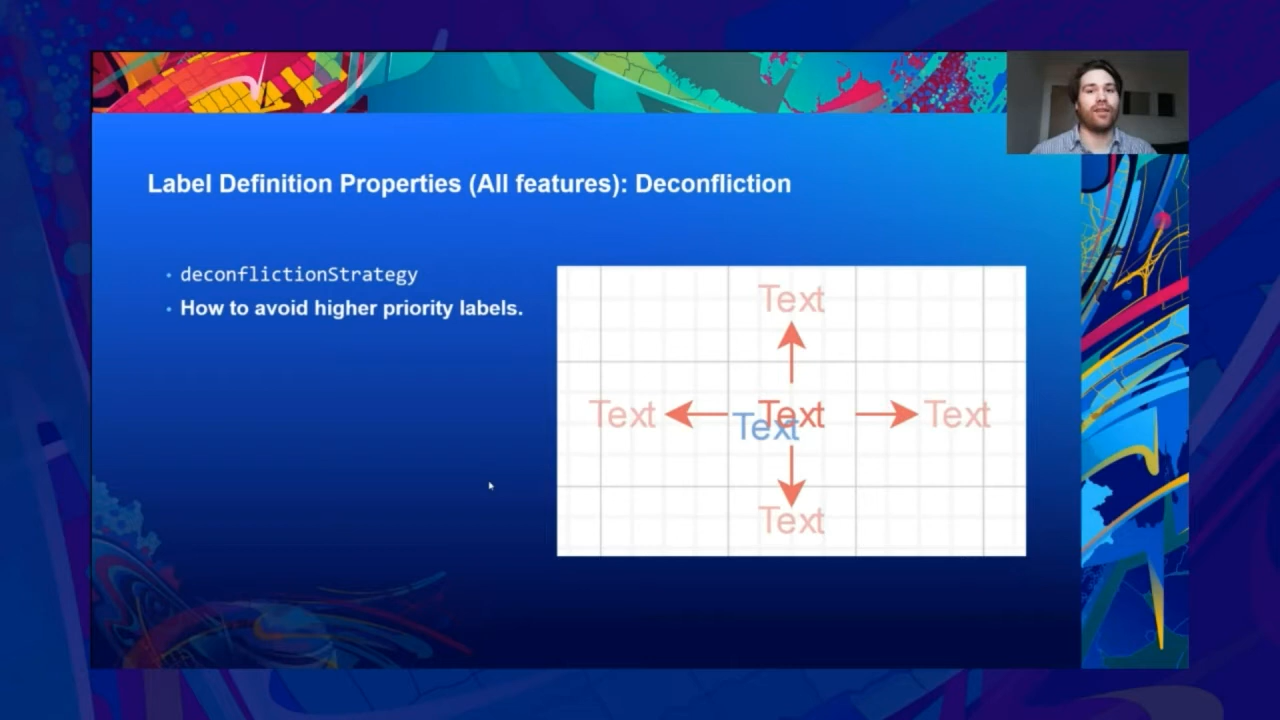 Label Definition Properties (All features): Deconfliction
deconflictionStrategy
How to avoid higher priority labels.
Text
Text Text Text
Text
Text